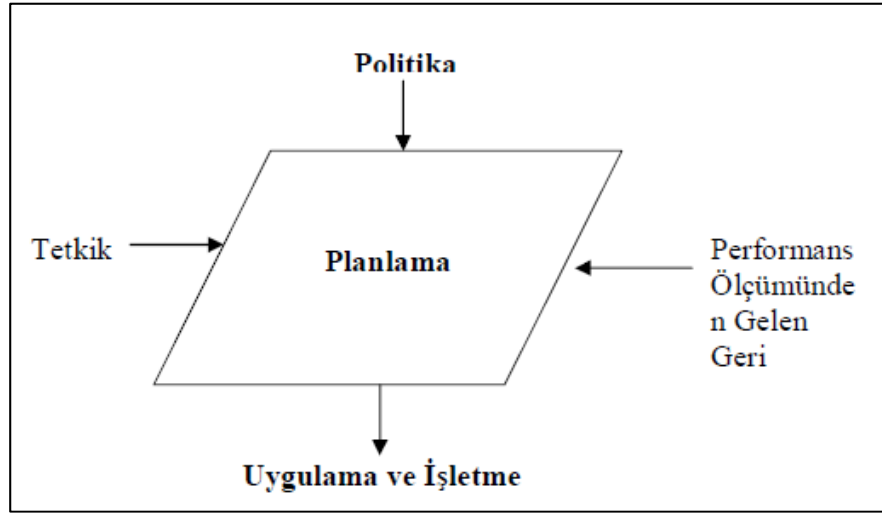 Politika
Tetkik
Planlama
Performans
Ölçümünde
n Gelen
Geri
Uygulama ve İşletme